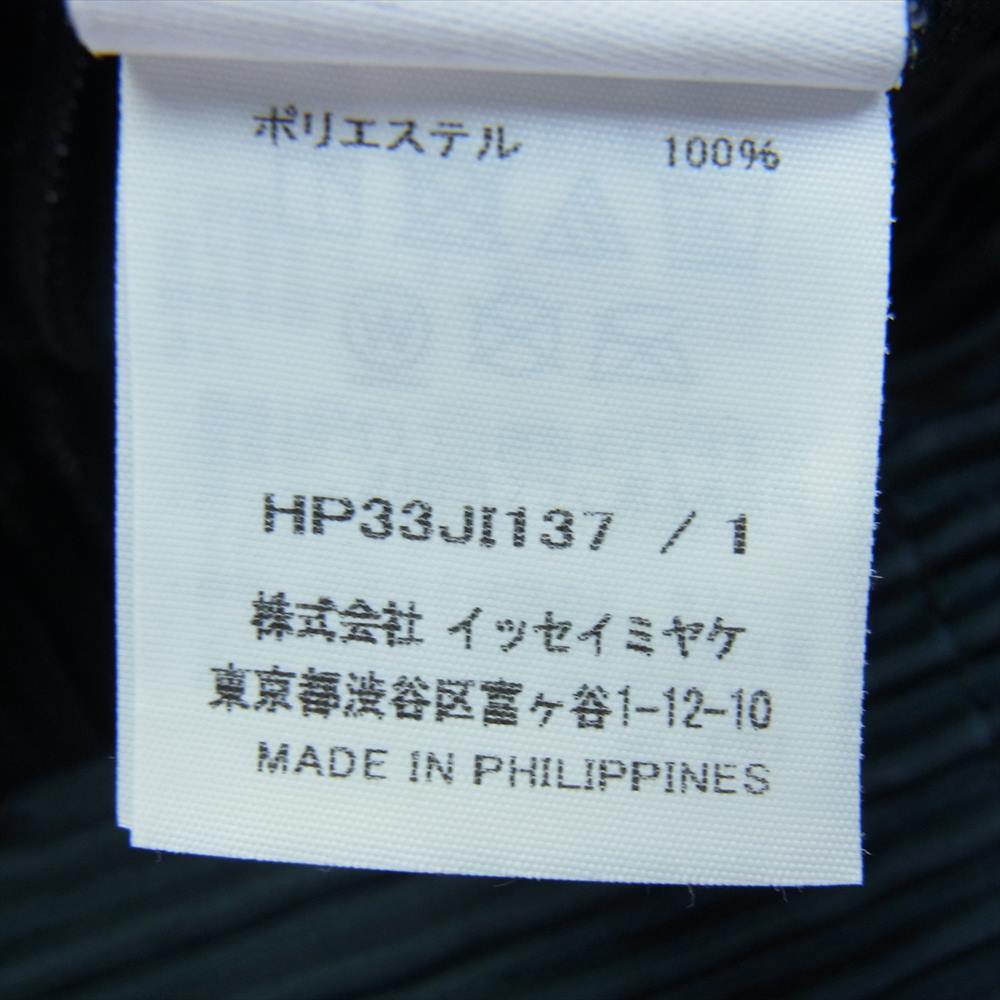 ポリエステル 100%
HP33JI137 / 1
株式会社 イッセイミヤケ
東京都渋谷区富ヶ谷1-12-10
MADE IN PHILIPPINES